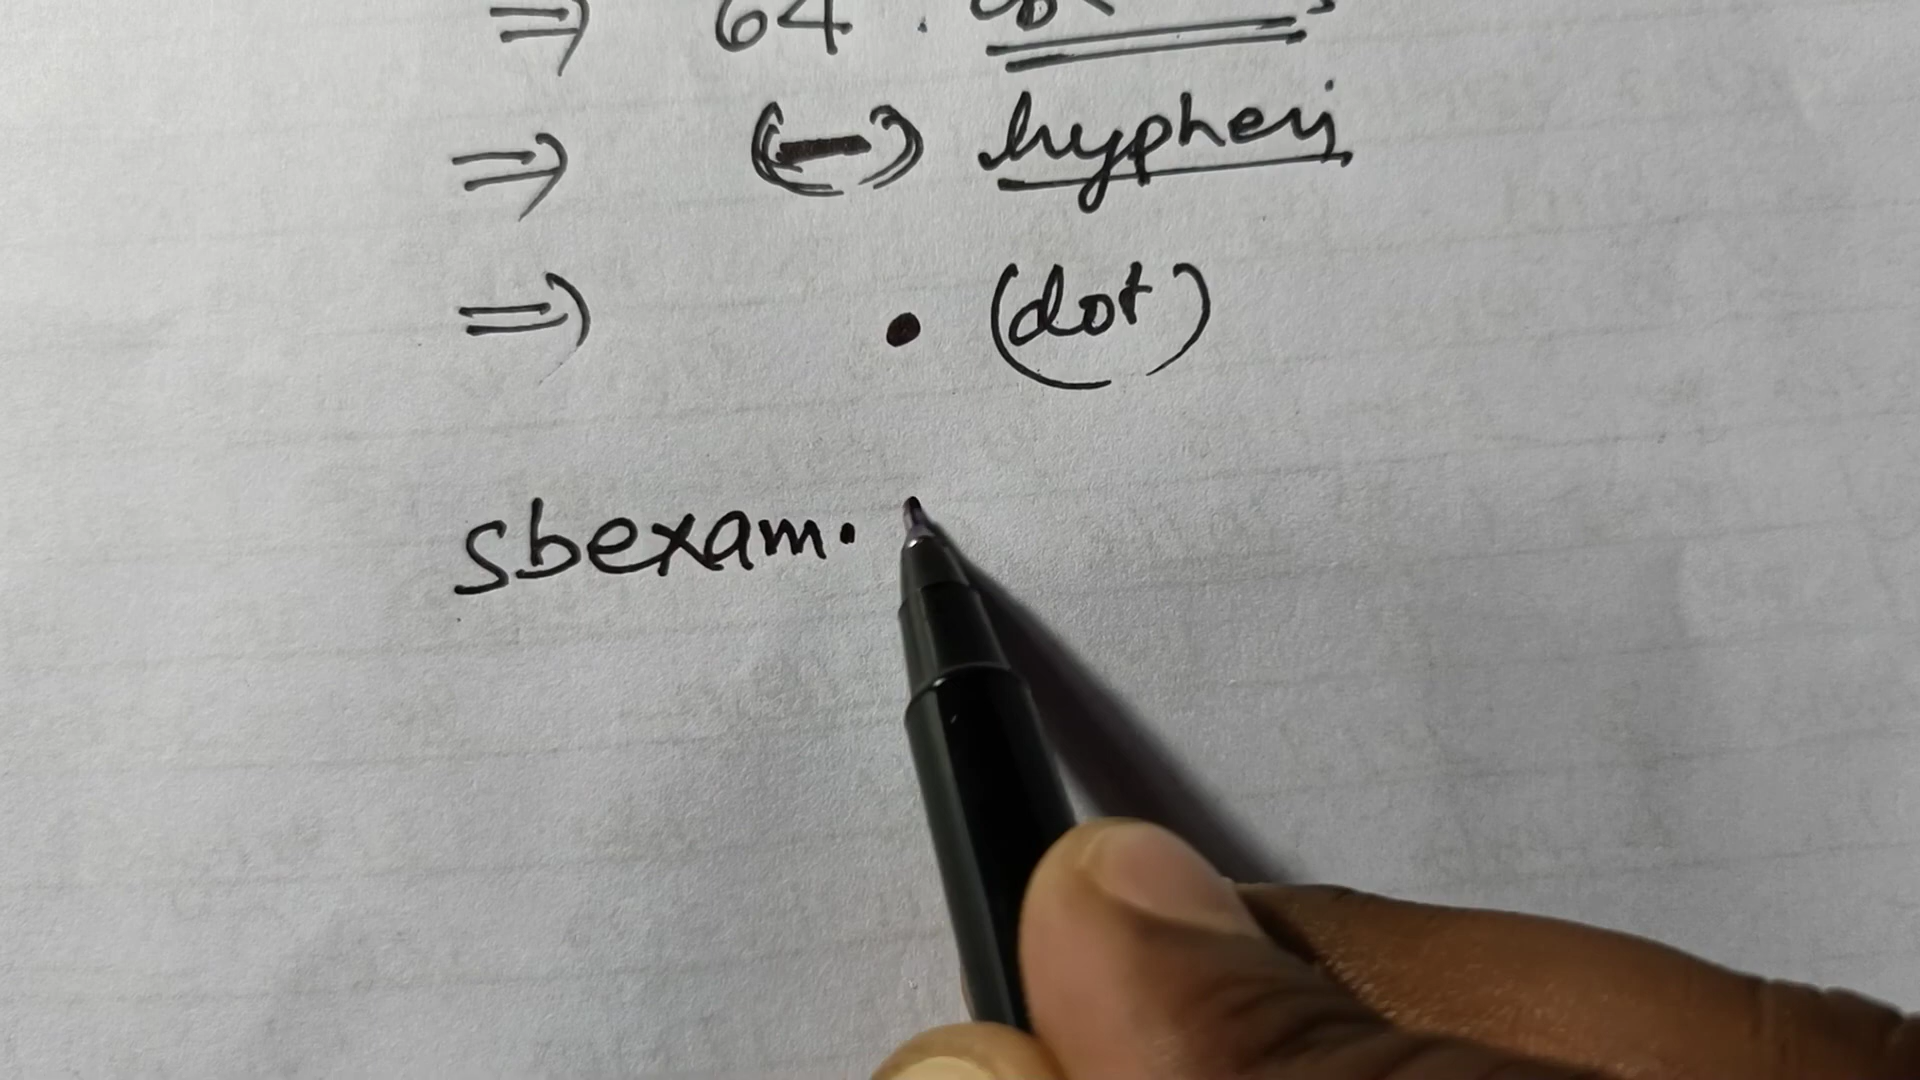 ⇒ 64 .
⇒ (-) hyphen
⇒ • (dot)
sbexam.